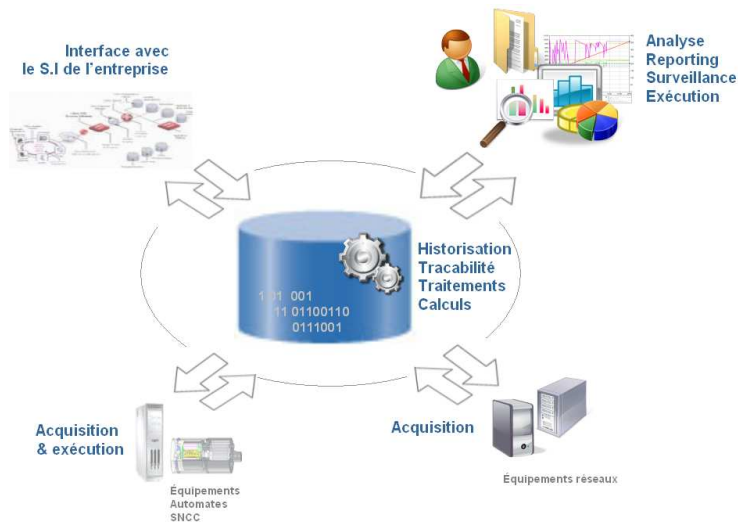 Interface avec
le S.I de l'entreprise
Analyse
Reporting
Surveillance
Exécution
Historisation
Tracabilité
Traitements
Calculs
1 01 001
11 01100110
0111001
Acquisition
& exécution
Équipements
Automates
SNCC
Acquisition
Équipements réseaux